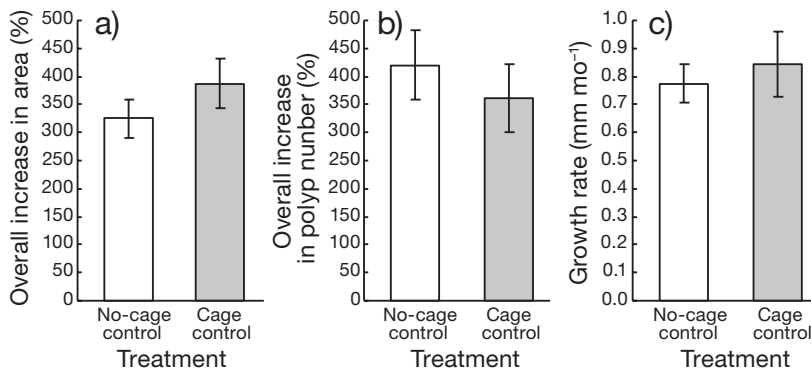 a)
Overall increase in area (%)
500
450
400
350
300
250
200
150
100
50
0
No-cage
control
Cage
control
Treatment
b)
Overall increase
in polyp nunber (%)
500
450
400
350
300
250
200
150
100
50
0
No-cage
control
Cage
control
Treatment
c)
Growth rate (mm mo⁻¹)
1.0
0.9
0.8
0.7
0.6
0.5
0.4
0.3
0.2
0.1
0.0
No-cage
control
Cage
control
Treatment